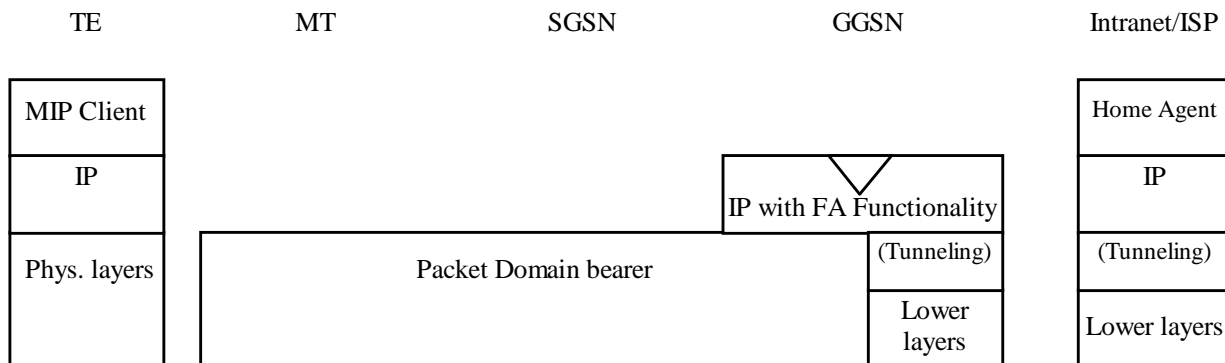 TE MT SGSN GGSN Intranet/ISP
MIP Client Home Agent
IP IP
IP with FA Functionality
Phys. layers Packet Domain bearer (Tunneling) (Tunneling)
Lower
layers Lower layers